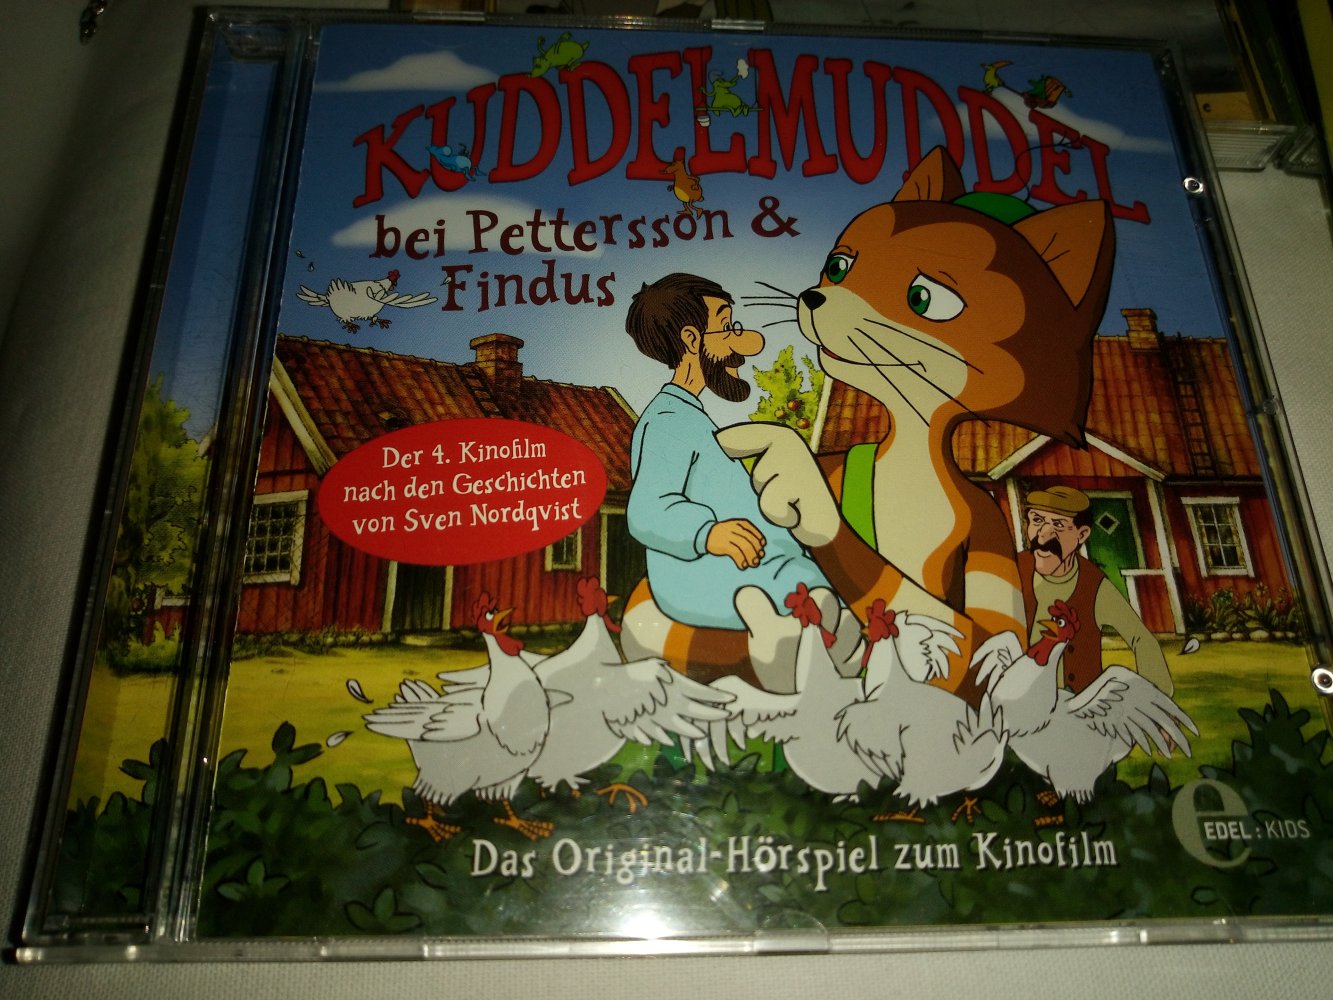 KUDDELMUDDEL
bei Pettersson &
Findus
Der 4. Kinofilm
nach den Geschichten
von Sven Nordqvist
e
EDEL:KIDS
Das Original-Hörspiel zum Kinofilm